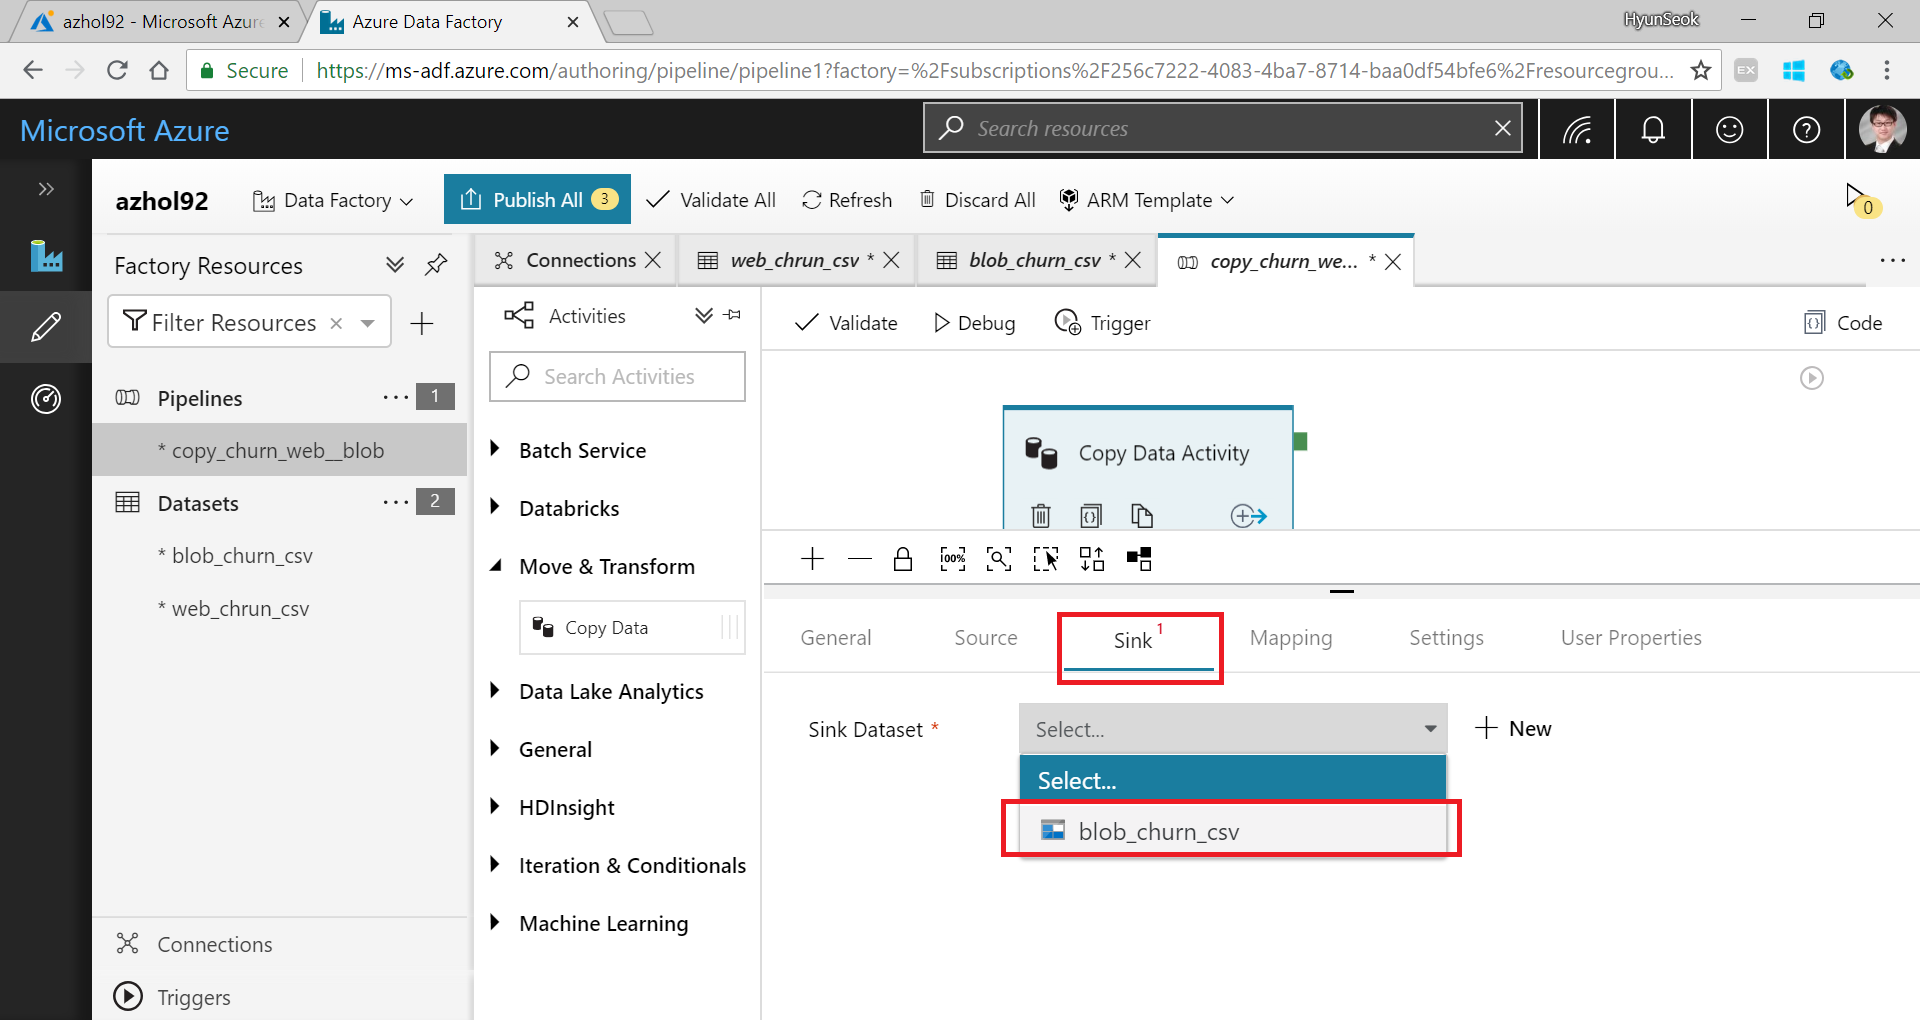 azhol92 - Microsoft Azure
Azure Data Factory
HyunSeok
Secure
https://ms-adf.azure.com/authoring/pipeline/pipeline1?factory=%2Fsubscriptions%2F256c7222-4083-4ba7-8714-baa0df54bfe6%2Fresourcegrou...
EX
Microsoft Azure
Search resources
azhol92
Data Factory
Publish All 3
Validate All
Refresh
Discard All
ARM Template
0
Factory Resources
Filter Resources
Pipelines
... 1
* copy_churn_web__blob
Datasets
... 2
* blob_churn_csv
* web_chrun_csv
Connections
Triggers
Connections
web_chrun_csv *
blob_churn_csv *
copy_churn_we... *
...
Activities
Search Activities
Batch Service
Databricks
Move & Transform
Copy Data
Data Lake Analytics
General
HDInsight
Iteration & Conditionals
Machine Learning
Validate
Debug
Trigger
Code
Copy Data Activity
100%
General
Source
Sink 1
Mapping
Settings
User Properties
Sink Dataset *
Select...
New
Select...
blob_churn_csv